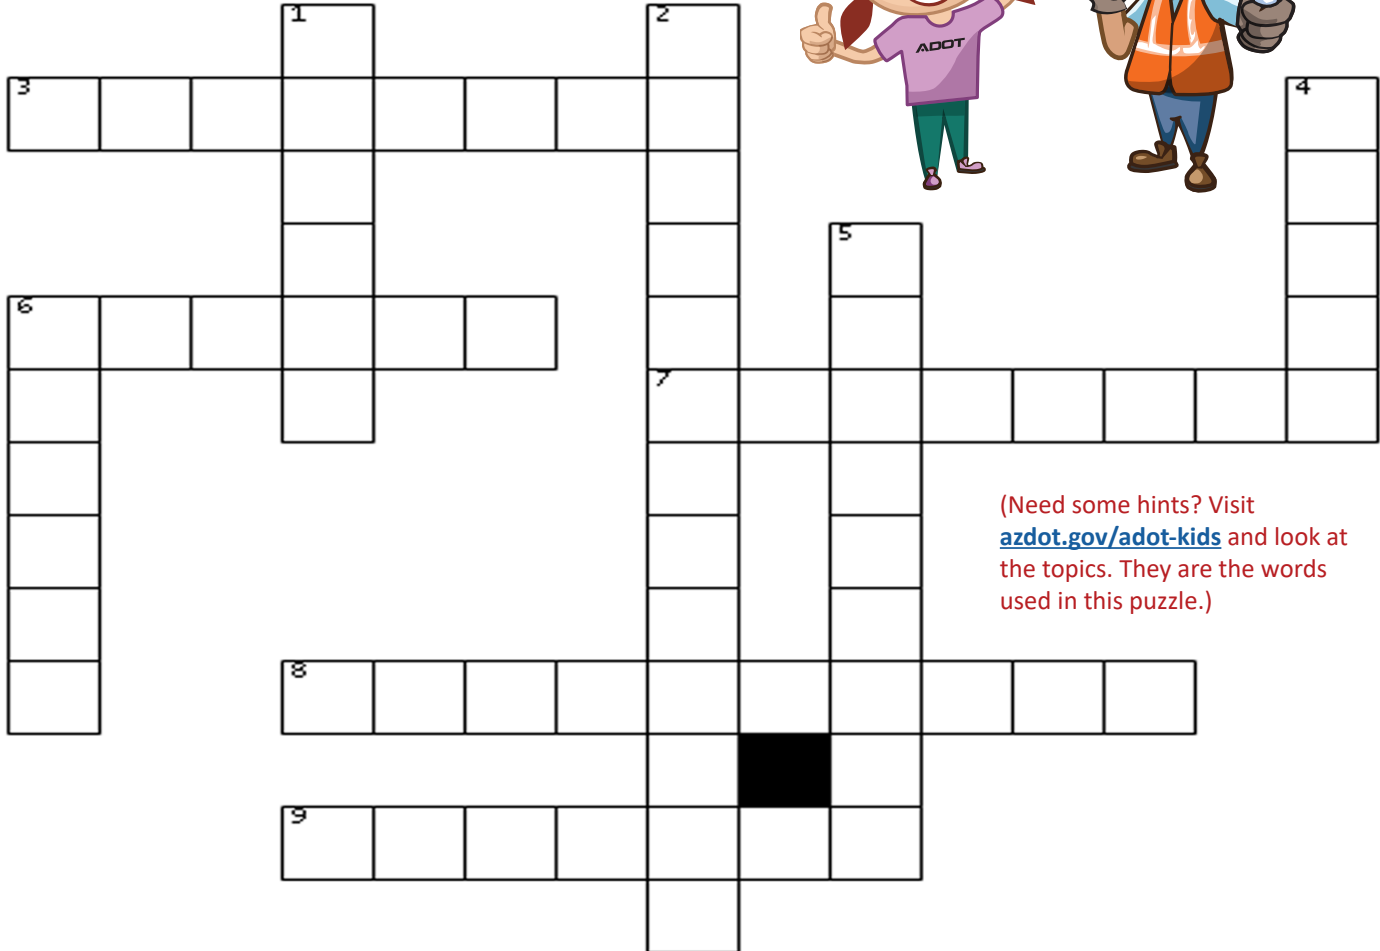 1
2
ADOT
3
4
5
6
7
(Need some hints? Visit
azdot.gov/adot-kids and look at
the topics. They are the words
used in this puzzle.)
8
9